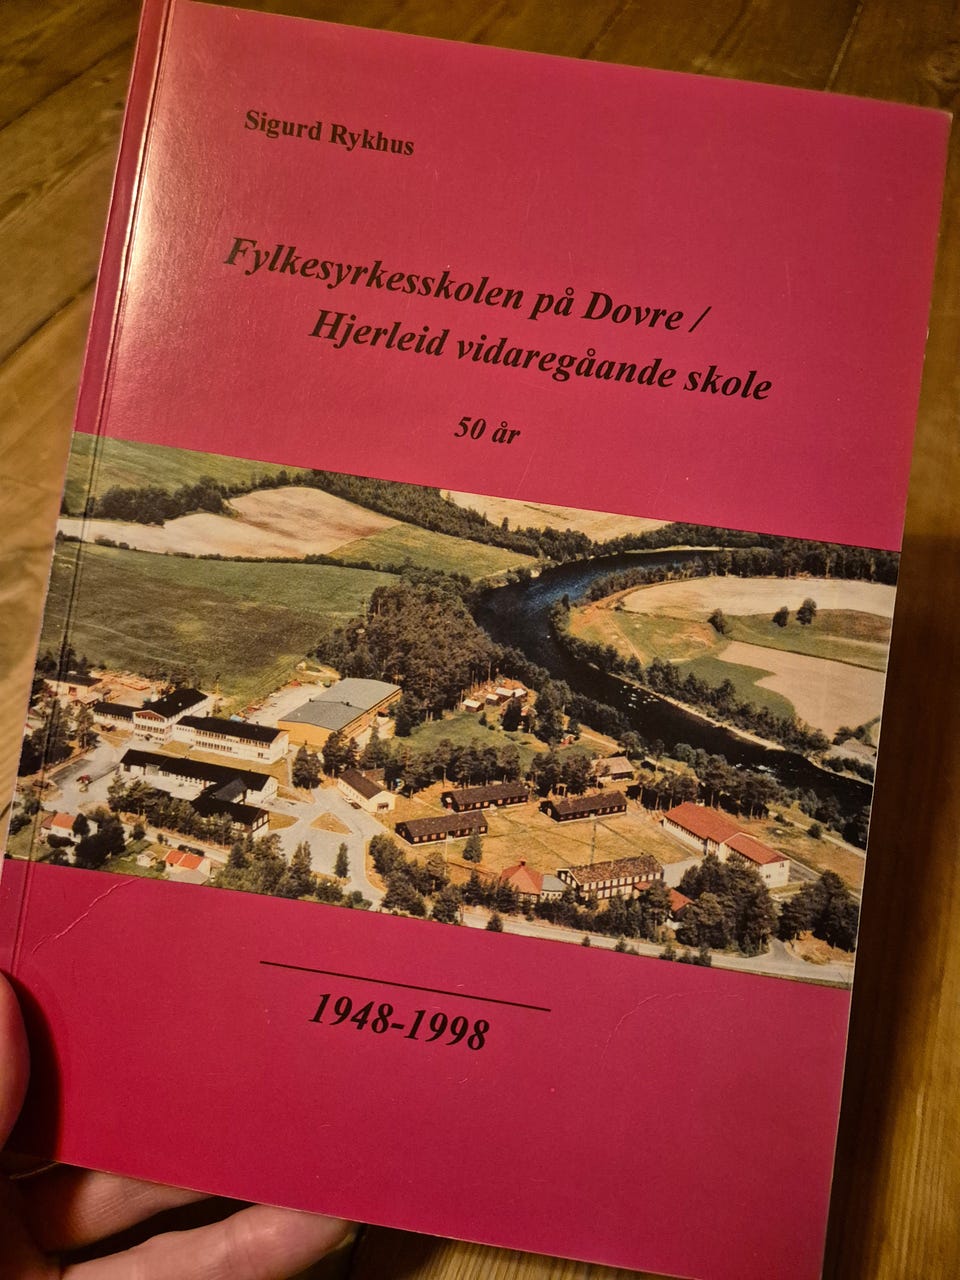 Sigurd Rykhus
Fylkesyrkesskolen på Dovre /
Hjerleid vidaregåande skole
50 år
1948-1998